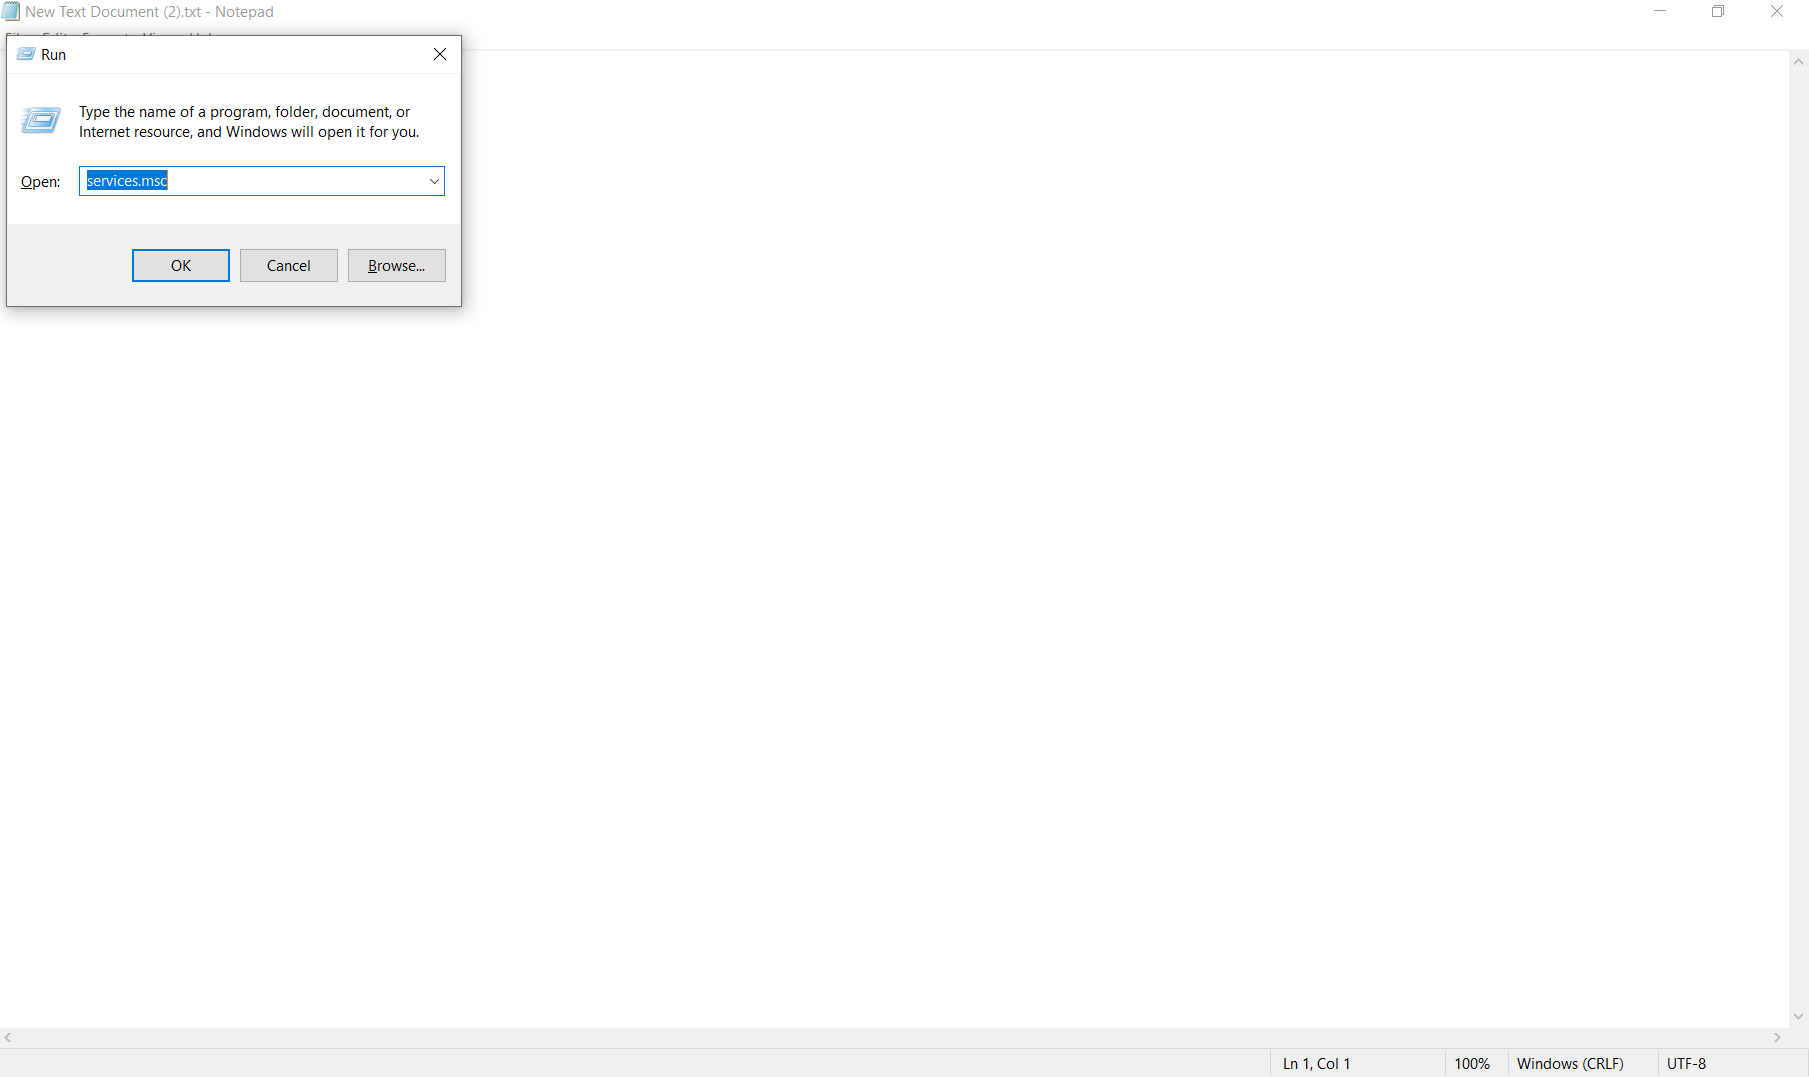 New Text Document (2).txt - Notepad
Run
Type the name of a program, folder, document, or
Internet resource, and Windows will open it for you.
Open: services.msc
OK Cancel Browse...
Ln 1, Col 1 100% Windows (CRLF) UTF-8